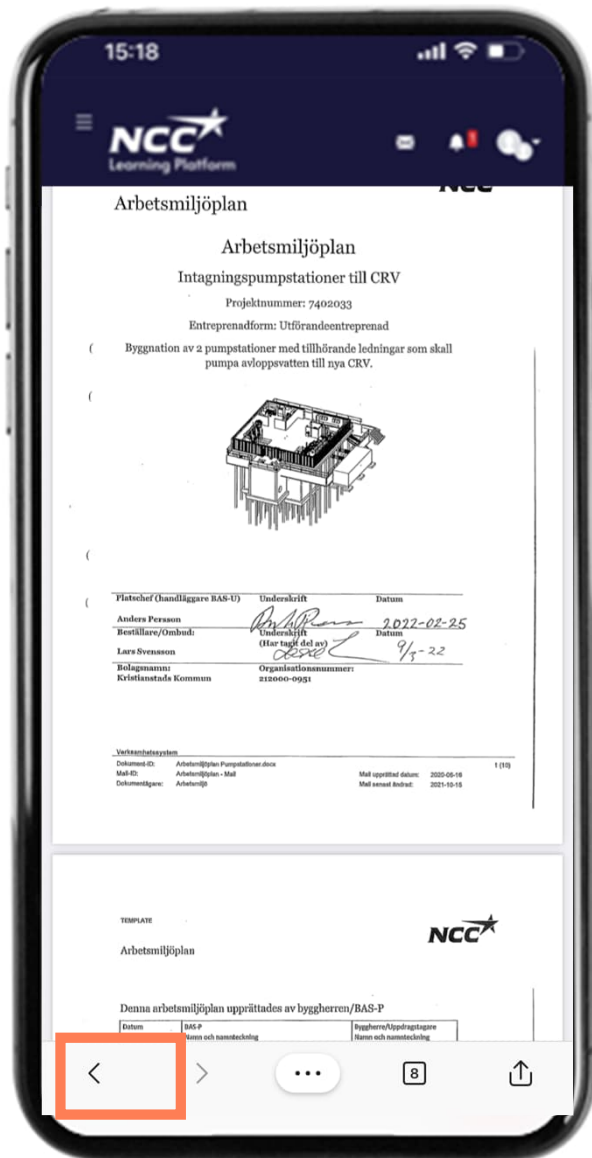 15:18
NCC
Learning Platform
1
NCC
Arbetsmiljöplan
Arbetsmiljöplan
Intagningspumpstationer till CRV
Projektnummer: 7402033
Entreprenadform: Utförandeentreprenad
Byggnation av 2 pumpstationer med tillhörande ledningar som skall
pumpa avloppsvatten till nya CRV.
Platschef (handläggare BAS-U) Underskrift Datum
Anders Persson 2022-02-25
Beställare/Ombud: Underskrift Datum
(Har tagit del av)
Lars Svensson 9/3-22
Bolagsnamn: Organisationsnummer:
Kristianstads Kommun 212000-0951
Verksamhetssystem
Dokument-ID: Arbetsmiljöplan Pumpstationer.docx 1 (10)
Mall-ID: Arbetsmiljöplan - Mall Mall upprättad datum: 2020-06-16
Dokumentägare: Arbetsmiljö Mall senast ändrad: 2021-10-15
TEMPLATE
NCC
Arbetsmiljöplan
Denna arbetsmiljöplan upprättades av byggherren/BAS-P
Datum BAS-P Byggherre/Uppdragstagare
Namn och namnteckning Namn och namnteckning
8